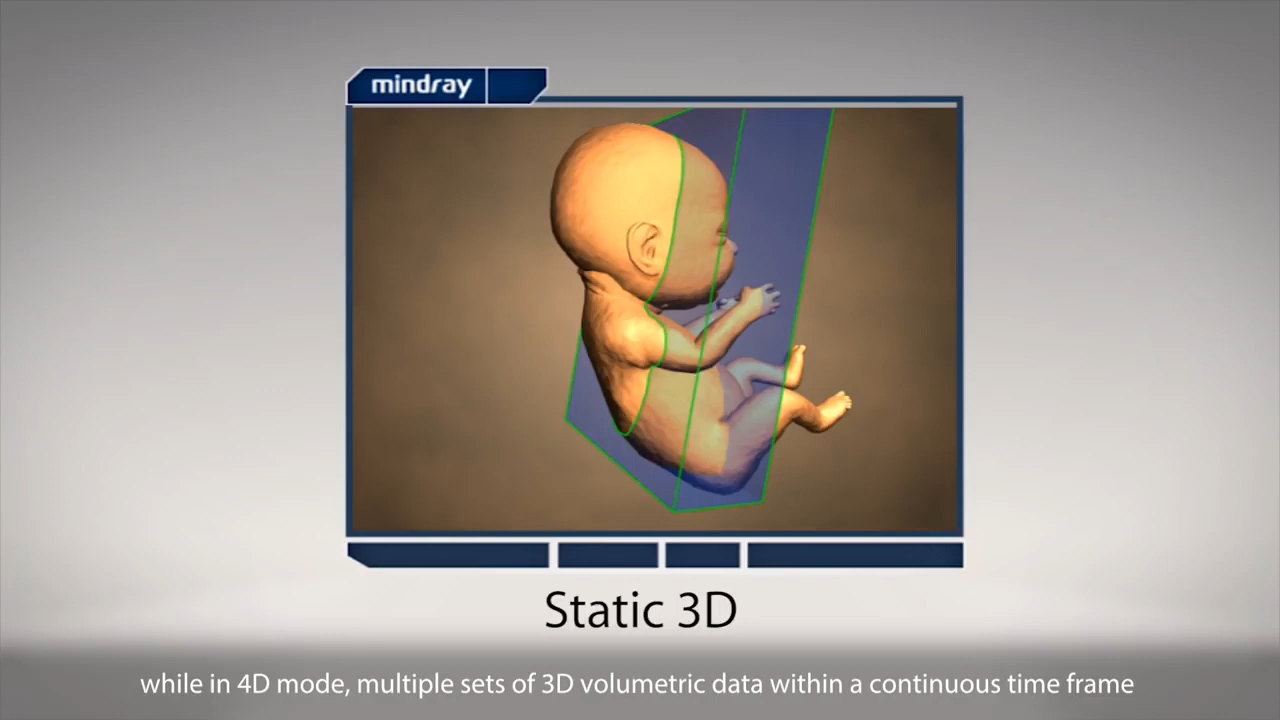 mindray
Static 3D
while in 4D mode, multiple sets of 3D volumetric data within a continuous time frame